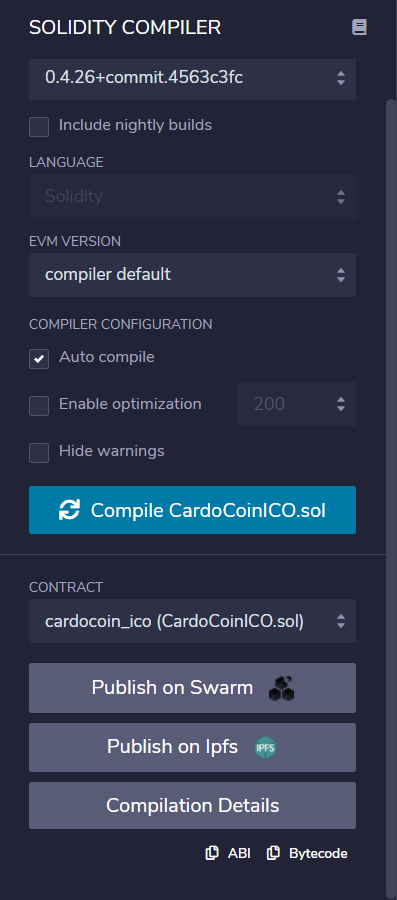 SOLIDITY COMPILER
0.4.26+commit.4563c3fc
Include nightly builds
LANGUAGE
Solidity
EVM VERSION
compiler default
COMPILER CONFIGURATION
Auto compile
Enable optimization 200
Hide warnings
Compile CardoCoinICO.sol
CONTRACT
cardocoin_ico (CardoCoinICO.sol)
Publish on Swarm
Publish on Ipfs IPFS
Compilation Details
ABI Bytecode